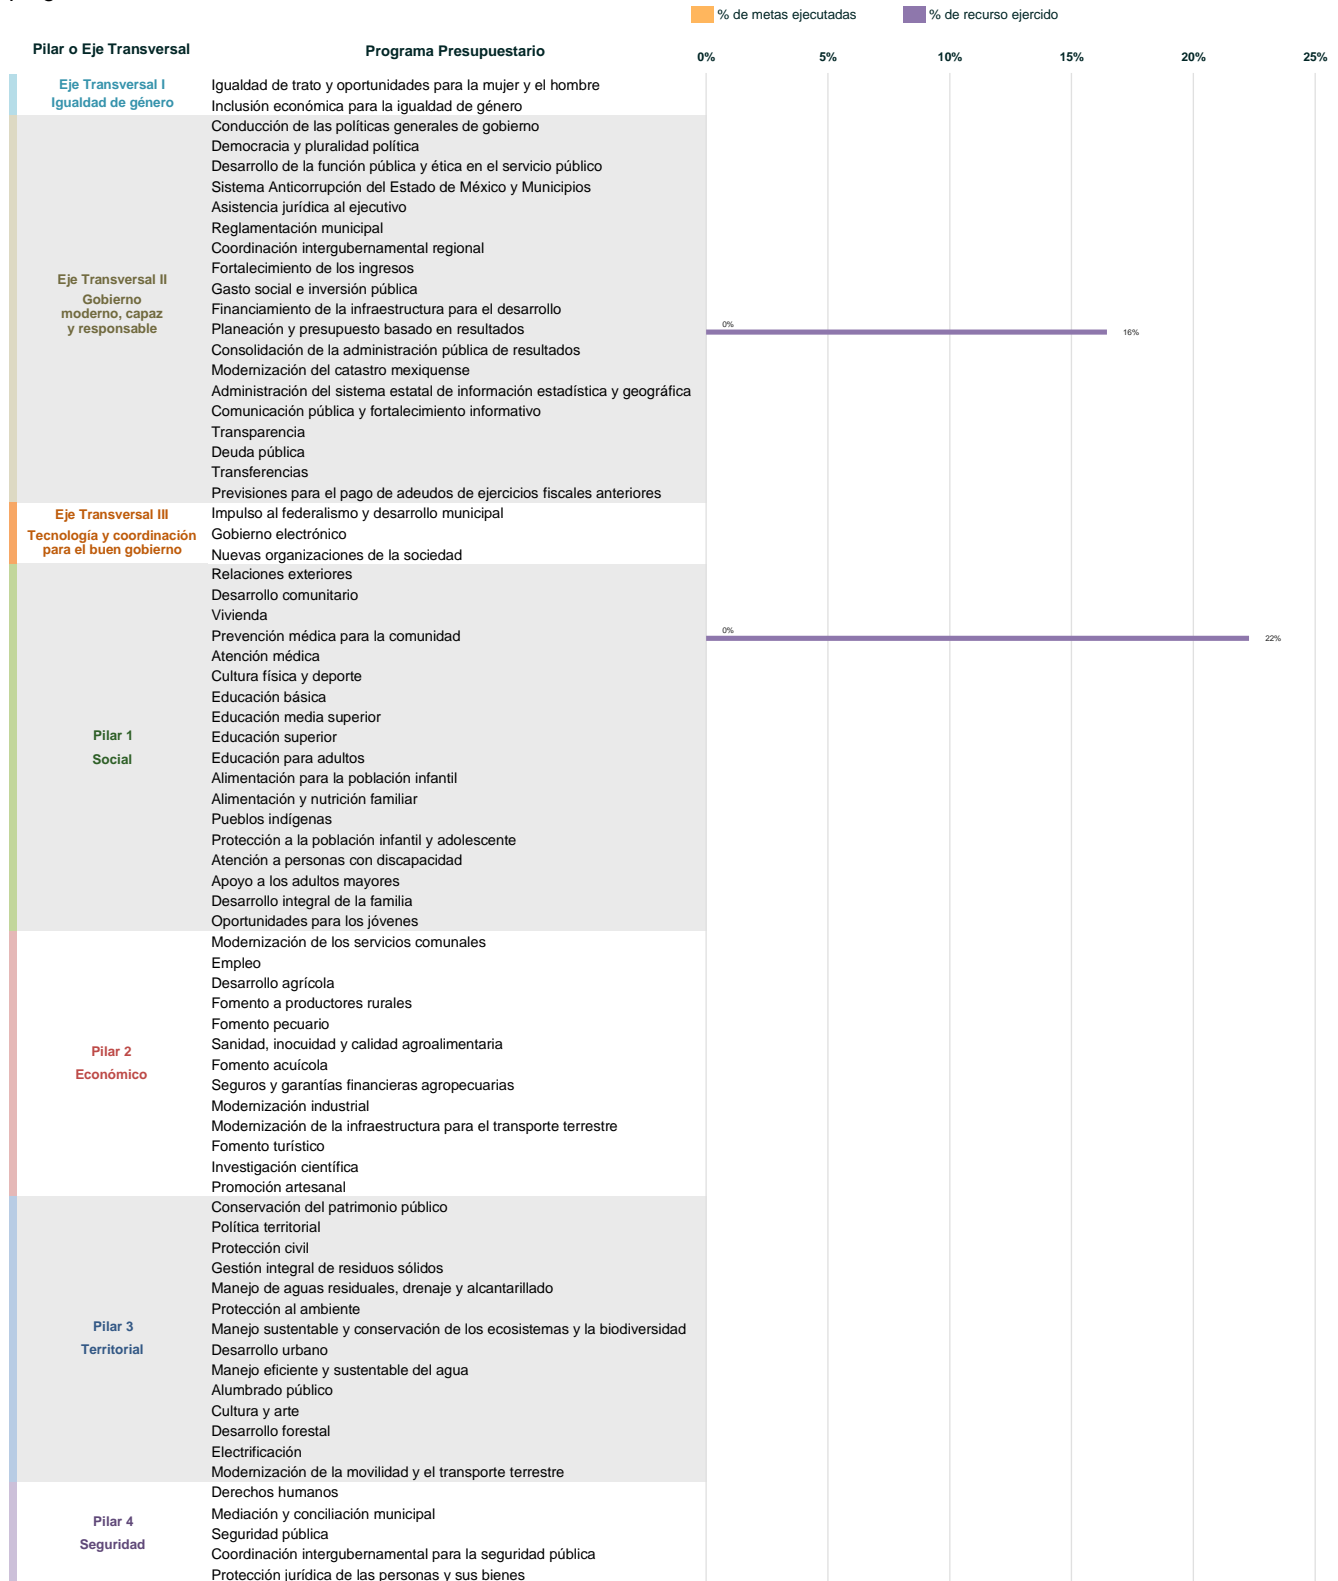 % de metas ejecutadas
% de recurso ejercido
Pilar o Eje Transversal
Programa Presupuestario
0%
5%
10%
15%
20%
25%
Eje Transversal I
Igualdad de género
Igualdad de trato y oportunidades para la mujer y el hombre
Inclusión económica para la igualdad de género
Eje Transversal II
Gobierno
moderno, capaz
y responsable
Conducción de las políticas generales de gobierno
Democracia y pluralidad política
Desarrollo de la función pública y ética en el servicio público
Sistema Anticorrupción del Estado de México y Municipios
Asistencia jurídica al ejecutivo
Reglamentación municipal
Coordinación intergubernamental regional
Fortalecimiento de los ingresos
Gasto social e inversión pública
Financiamiento de la infraestructura para el desarrollo
Planeación y presupuesto basado en resultados
0%
16%
Consolidación de la administración pública de resultados
Modernización del catastro mexiquense
Administración del sistema estatal de información estadística y geográfica
Comunicación pública y fortalecimiento informativo
Transparencia
Deuda pública
Transferencias
Previsiones para el pago de adeudos de ejercicios fiscales anteriores
Eje Transversal III
Tecnología y coordinación
para el buen gobierno
Impulso al federalismo y desarrollo municipal
Gobierno electrónico
Nuevas organizaciones de la sociedad
Pilar 1
Social
Relaciones exteriores
Desarrollo comunitario
Vivienda
Prevención médica para la comunidad
0%
22%
Atención médica
Cultura física y deporte
Educación básica
Educación media superior
Educación superior
Educación para adultos
Alimentación para la población infantil
Alimentación y nutrición familiar
Pueblos indígenas
Protección a la población infantil y adolescente
Atención a personas con discapacidad
Apoyo a los adultos mayores
Desarrollo integral de la familia
Oportunidades para los jóvenes
Pilar 2
Económico
Modernización de los servicios comunales
Empleo
Desarrollo agrícola
Fomento a productores rurales
Fomento pecuario
Sanidad, inocuidad y calidad agroalimentaria
Fomento acuícola
Seguros y garantías financieras agropecuarias
Modernización industrial
Modernización de la infraestructura para el transporte terrestre
Fomento turístico
Investigación científica
Promoción artesanal
Pilar 3
Territorial
Conservación del patrimonio público
Política territorial
Protección civil
Gestión integral de residuos sólidos
Manejo de aguas residuales, drenaje y alcantarillado
Protección al ambiente
Manejo sustentable y conservación de los ecosistemas y la biodiversidad
Desarrollo urbano
Manejo eficiente y sustentable del agua
Alumbrado público
Cultura y arte
Desarrollo forestal
Electrificación
Modernización de la movilidad y el transporte terrestre
Pilar 4
Seguridad
Derechos humanos
Mediación y conciliación municipal
Seguridad pública
Coordinación intergubernamental para la seguridad pública
Protección jurídica de las personas y sus bienes